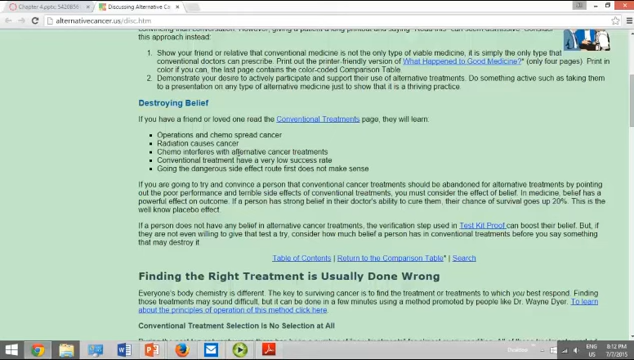 Chapter 4.pptx: 5426859
Discussing Alternative Co
alternativecancer.us/disc.htm
this approach instead:
1. Show your friend or relative that conventional medicine is not the only type of viable medicine, it is simply the only type that
conventional doctors can prescribe. Print out the printer-friendly version of What Happened to Good Medicine?* (only four pages). Print in
color if you can, the last page contains the color-coded Comparison Table.
2. Demonstrate your desire to actively participate and support their use of alternative treatments. Do something active such as taking them
to a presentation on any type of alternative medicine just to show that it is a thriving practice.
Destroying Belief
If you have a friend or loved one read the Conventional Treatments page, they will learn:
Operations and chemo spread cancer
Radiation causes cancer
Chemo interferes with alternative cancer treatments
Conventional treatment have a very low success rate
Going the dangerous side effect route first does not make sense
If you are going to try and convince a person that conventional cancer treatments should be abandoned for alternative treatments by pointing
out the poor performance and terrible side effects of conventional treatments, you must consider the effect of belief. In medicine, belief has a
powerful effect on outcome. If a person has strong belief in their doctor's ability to cure them, their chance of survival goes up 20%. This is the
well know placebo effect.
If a person does not have any belief in alternative cancer treatments, the verification step used in Test Kit Proof can boost their belief. But, if
they are not even willing to give that test a try, consider how much belief a person has in conventional treatments before you say something
that may destroy it
Table of Contents | Return to the Comparison Table* | Search
Finding the Right Treatment is Usually Done Wrong
Everyone's body chemistry is different. The key to surviving cancer is to find the treatment or treatments to which you best respond. Finding
those treatments may sound difficult, but it can be done in a few minutes using a method promoted by people like Dr. Wayne Dyer. To learn
about the principles of operation of this method click here.
Conventional Treatment Selection is No Selection at All
ENG
US
9:12 PM
7/7/2015